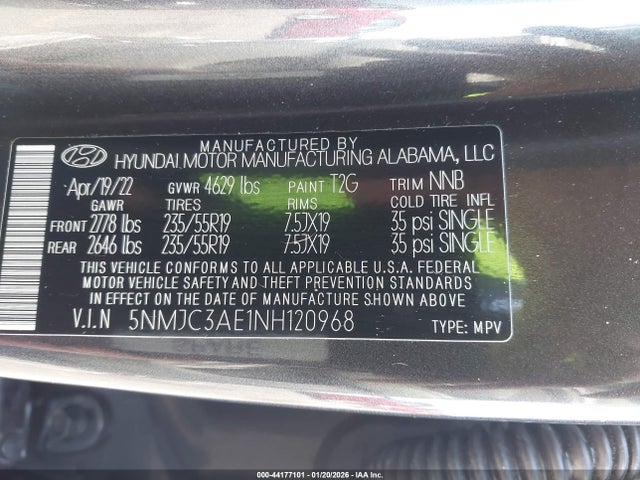 MANUFACTURED BY
HYUNDAI MOTOR MANUFACTURING ALABAMA, LLC
Apr/19/22 GVWR 4629 lbs PAINT T2G TRIM NNB
GAWR TIRES RIMS COLD TIRE INFL
FRONT 2778 lbs 235/55R19 7.5JX19 35 psi SINGLE
REAR 2646 lbs 235/55R19 7.5JX19 35 psi SINGLE
THIS VEHICLE CONFORMS TO ALL APPLICABLE U.S.A. FEDERAL
MOTOR VEHICLE SAFETY AND THEFT PREVENTION STANDARDS
IN EFFECT ON THE DATE OF MANUFACTURE SHOWN ABOVE.
V.I.N 5NMJC3AE1NH120968 TYPE: MPV
000-44177101 - 01/20/2026 - IAA Inc.